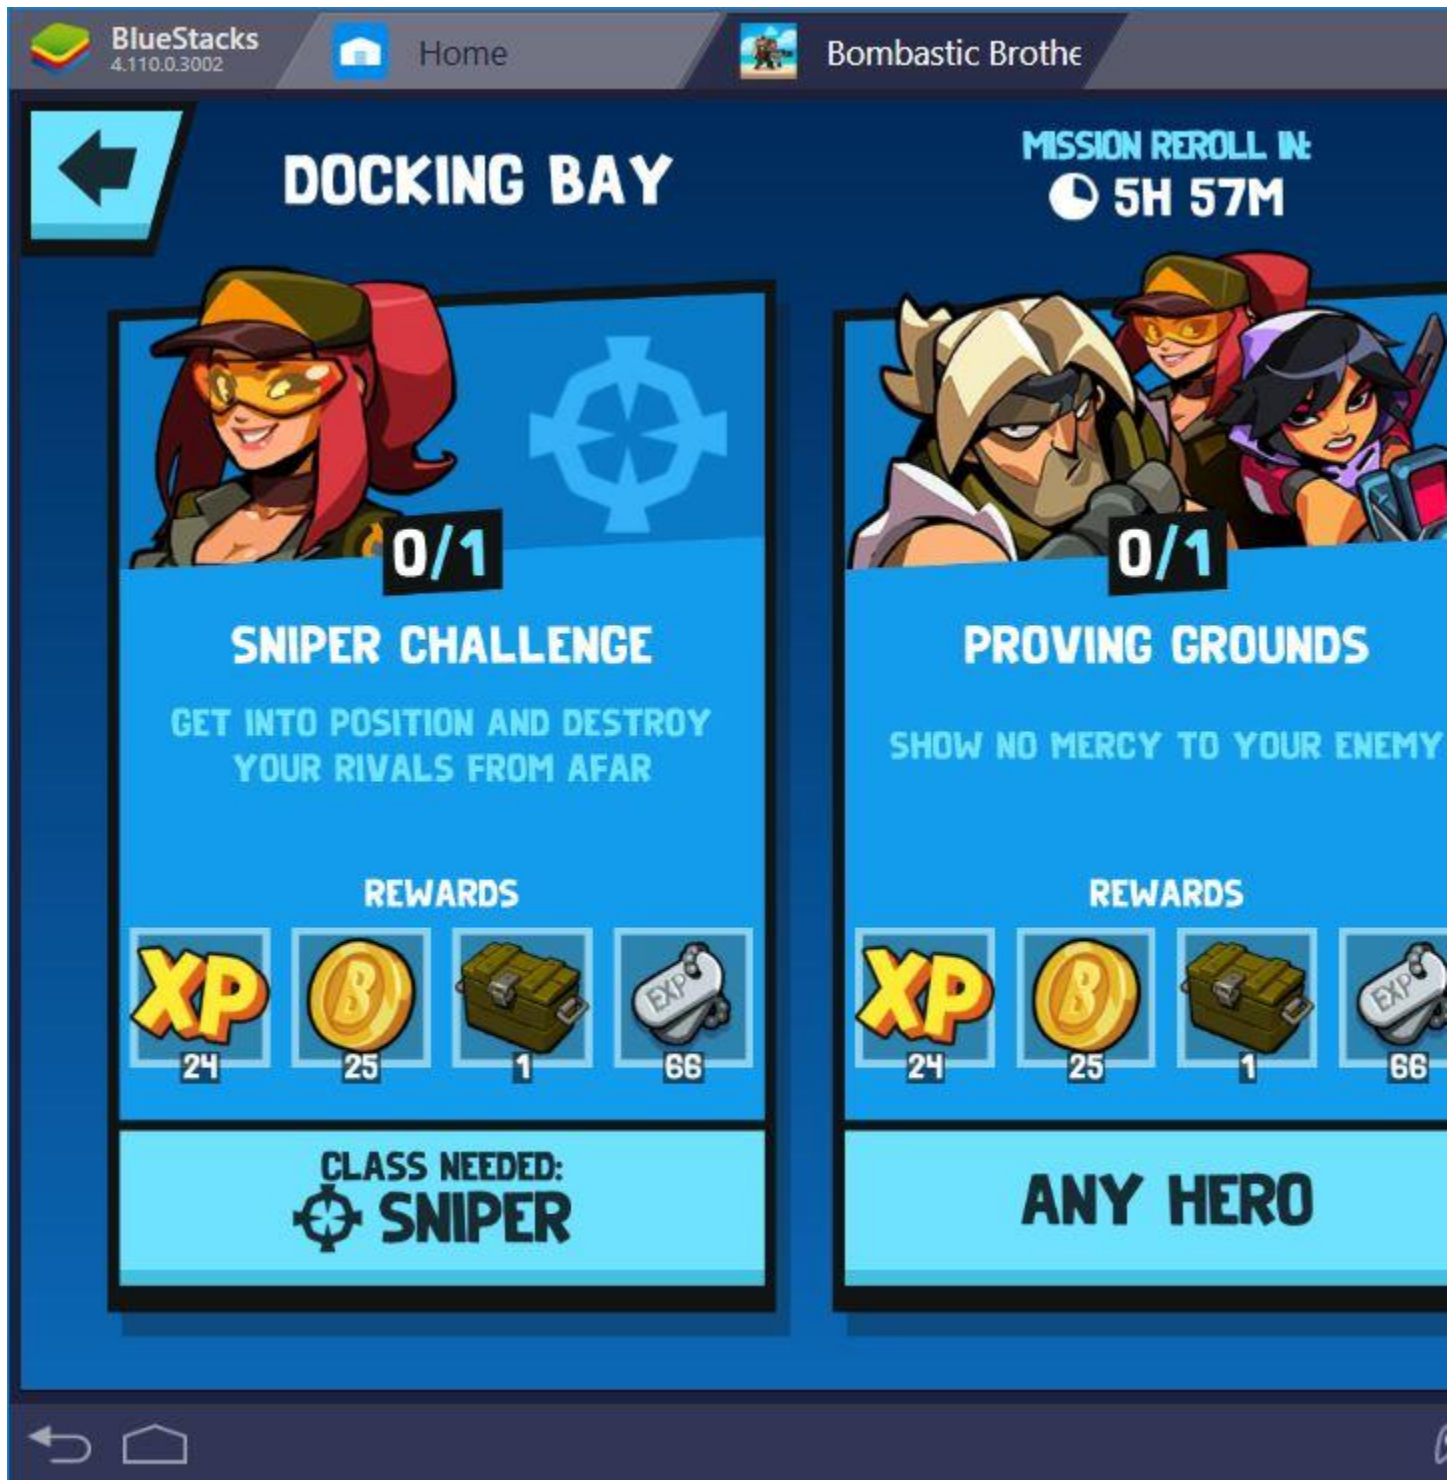 BlueStacks
4.110.0.3002
Home
Bombastic Brothe
DOCKING BAY
MISSION REROLL IN:
5H 57M
0/1
SNIPER CHALLENGE
GET INTO POSITION AND DESTROY
YOUR RIVALS FROM AFAR
REWARDS
XP
B
EXP
24
25
1
66
CLASS NEEDED:
SNIPER
0/1
PROVING GROUNDS
SHOW NO MERCY TO YOUR ENEMY
REWARDS
XP
B
EXP
24
25
1
66
ANY HERO